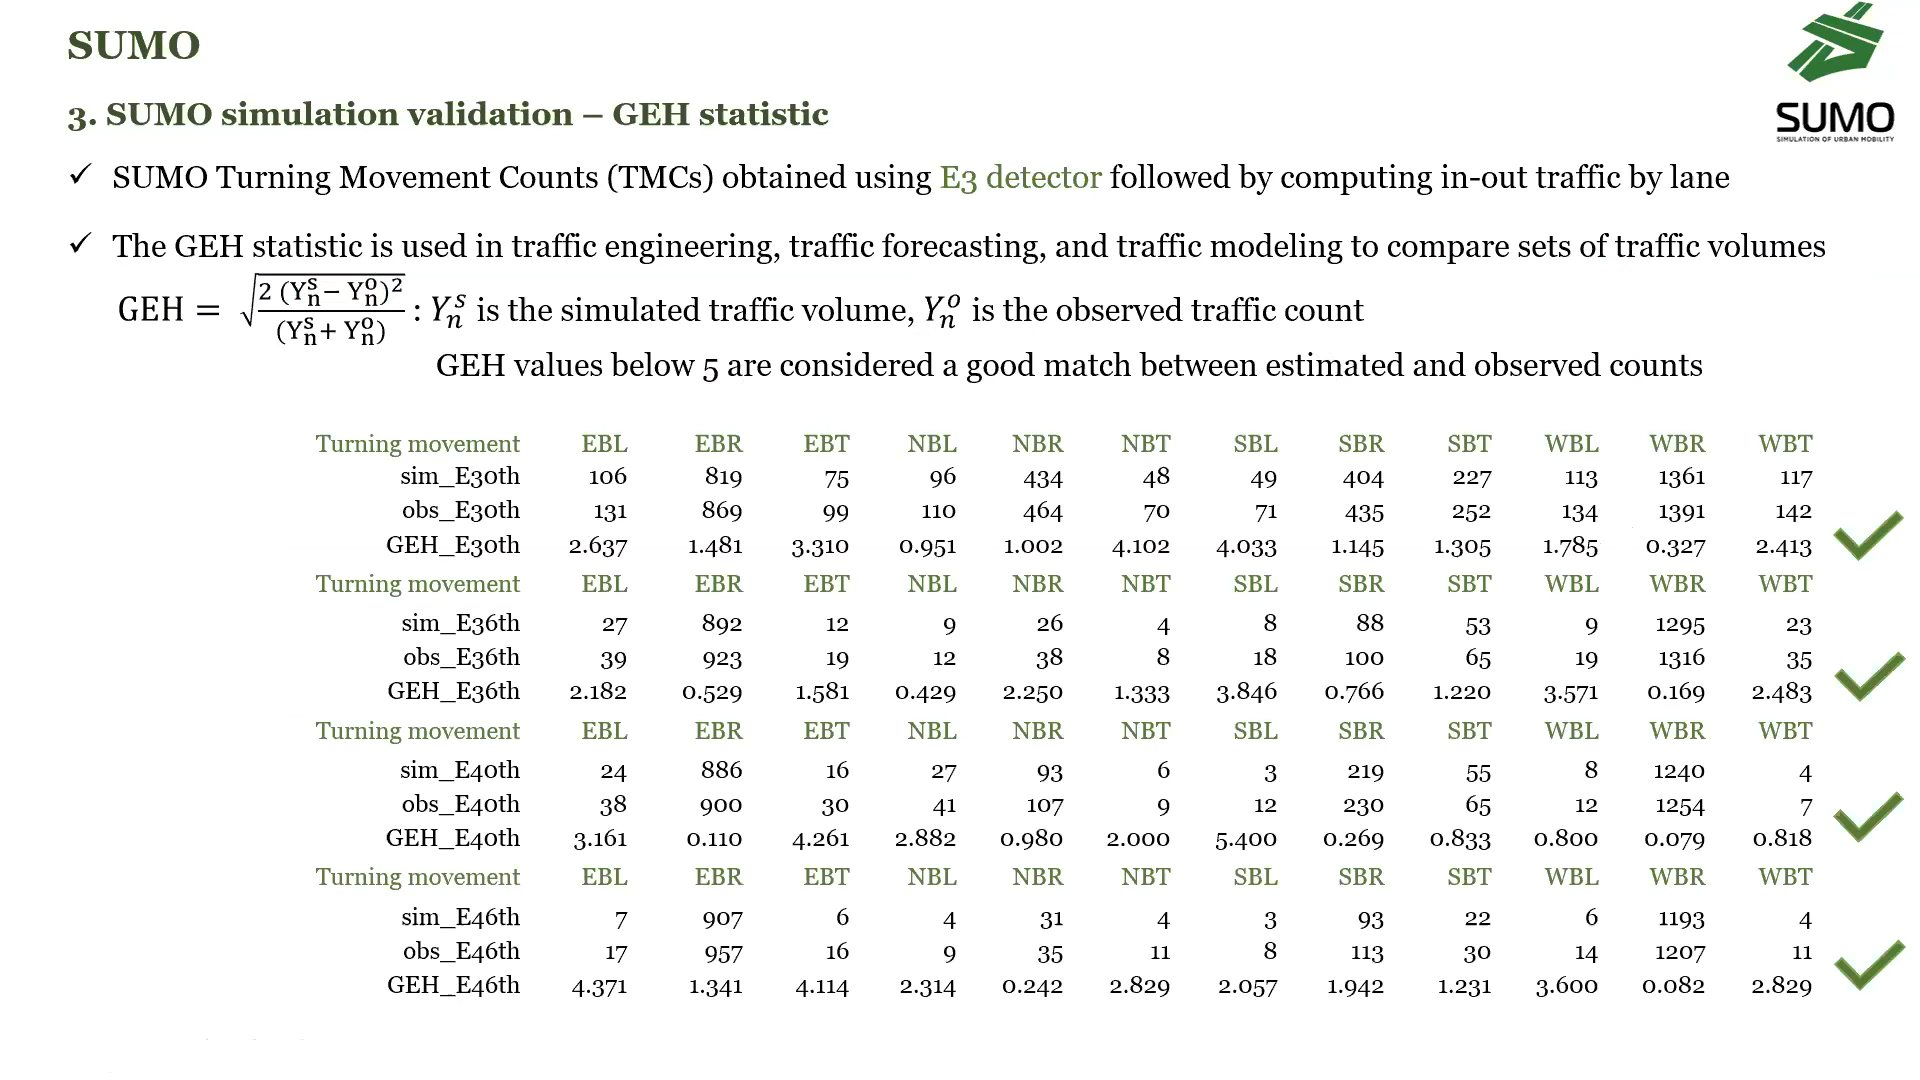 SUMO
SUMO
SIMULATION OF URBAN MOBILITY
3. SUMO simulation validation – GEH statistic
✓ SUMO Turning Movement Counts (TMCs) obtained using E3 detector followed by computing in-out traffic by lane
✓ The GEH statistic is used in traffic engineering, traffic forecasting, and traffic modeling to compare sets of traffic volumes
GEH = √(2 (Yₙˢ − Yₙᵒ)² / (Yₙˢ + Yₙᵒ)) : Yₙˢ is the simulated traffic volume, Yₙᵒ is the observed traffic count
GEH values below 5 are considered a good match between estimated and observed counts
Turning movement EBL EBR EBT NBL NBR NBT SBL SBR SBT WBL WBR WBT
sim_E30th 106 819 75 96 434 48 49 404 227 113 1361 117
obs_E30th 131 869 99 110 464 70 71 435 252 134 1391 142
GEH_E30th 2.637 1.481 3.310 0.951 1.002 4.102 4.033 1.145 1.305 1.785 0.327 2.413
Turning movement EBL EBR EBT NBL NBR NBT SBL SBR SBT WBL WBR WBT
sim_E36th 27 892 12 9 26 4 8 88 53 9 1295 23
obs_E36th 39 923 19 12 38 8 18 100 65 19 1316 35
GEH_E36th 2.182 0.529 1.581 0.429 2.250 1.333 3.846 0.766 1.220 3.571 0.169 2.483
Turning movement EBL EBR EBT NBL NBR NBT SBL SBR SBT WBL WBR WBT
sim_E40th 24 886 16 27 93 6 3 219 55 8 1240 4
obs_E40th 38 900 30 41 107 9 12 230 65 12 1254 7
GEH_E40th 3.161 0.110 4.261 2.882 0.980 2.000 5.400 0.269 0.833 0.800 0.079 0.818
Turning movement EBL EBR EBT NBL NBR NBT SBL SBR SBT WBL WBR WBT
sim_E46th 7 907 6 4 31 4 3 93 22 6 1193 4
obs_E46th 17 957 16 9 35 11 8 113 30 14 1207 11
GEH_E46th 4.371 1.341 4.114 2.314 0.242 2.829 2.057 1.942 1.231 3.600 0.082 2.829